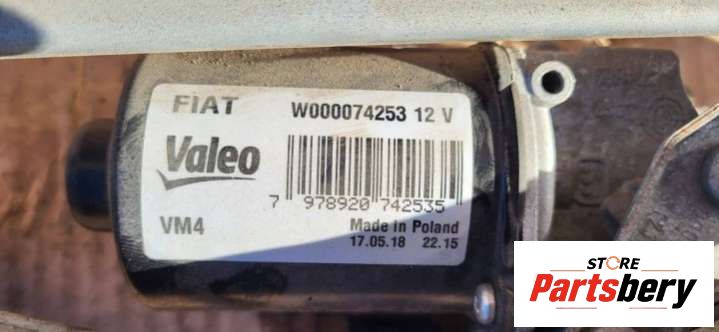 FIAT W000074253 12 V
Valeo
7 978920 742535
VM4 Made in Poland
17.05.18 22.15
STORE
Partsbery